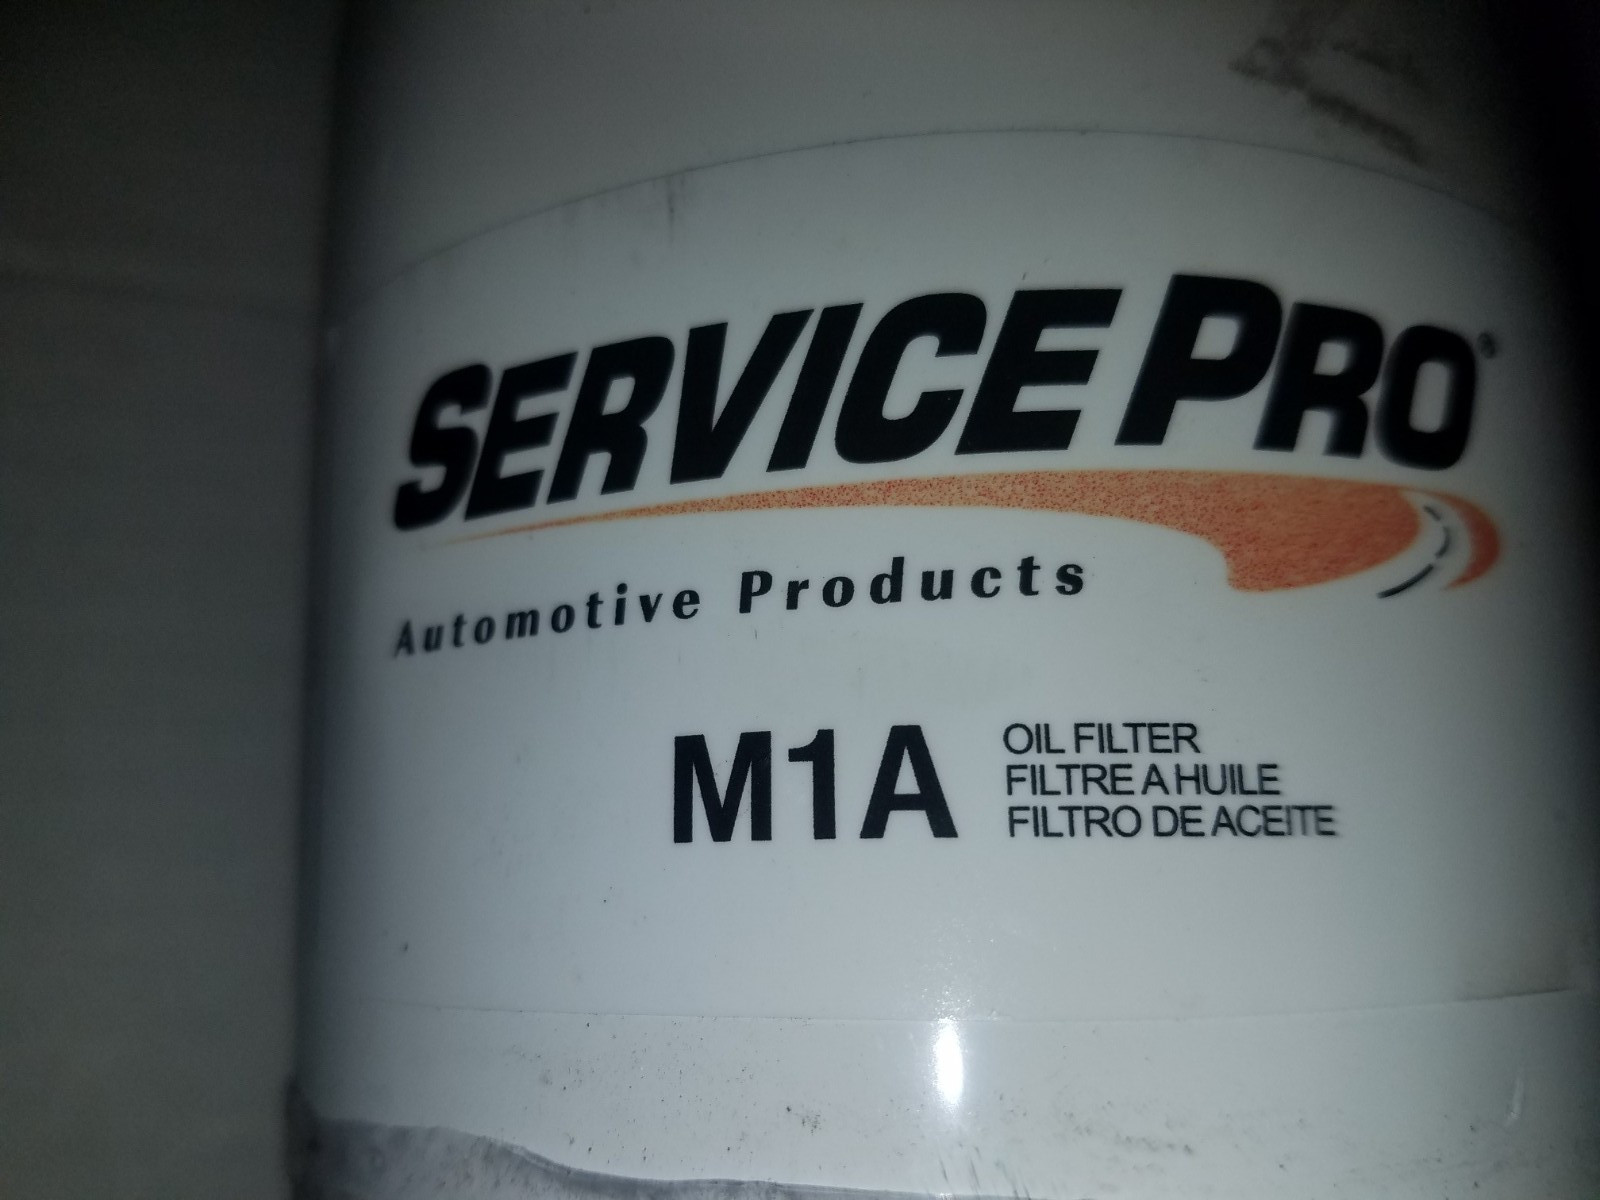 SERVICE PRO®
Automotive Products
M1A
OIL FILTER
FILTRE A HUILE
FILTRO DE ACEITE